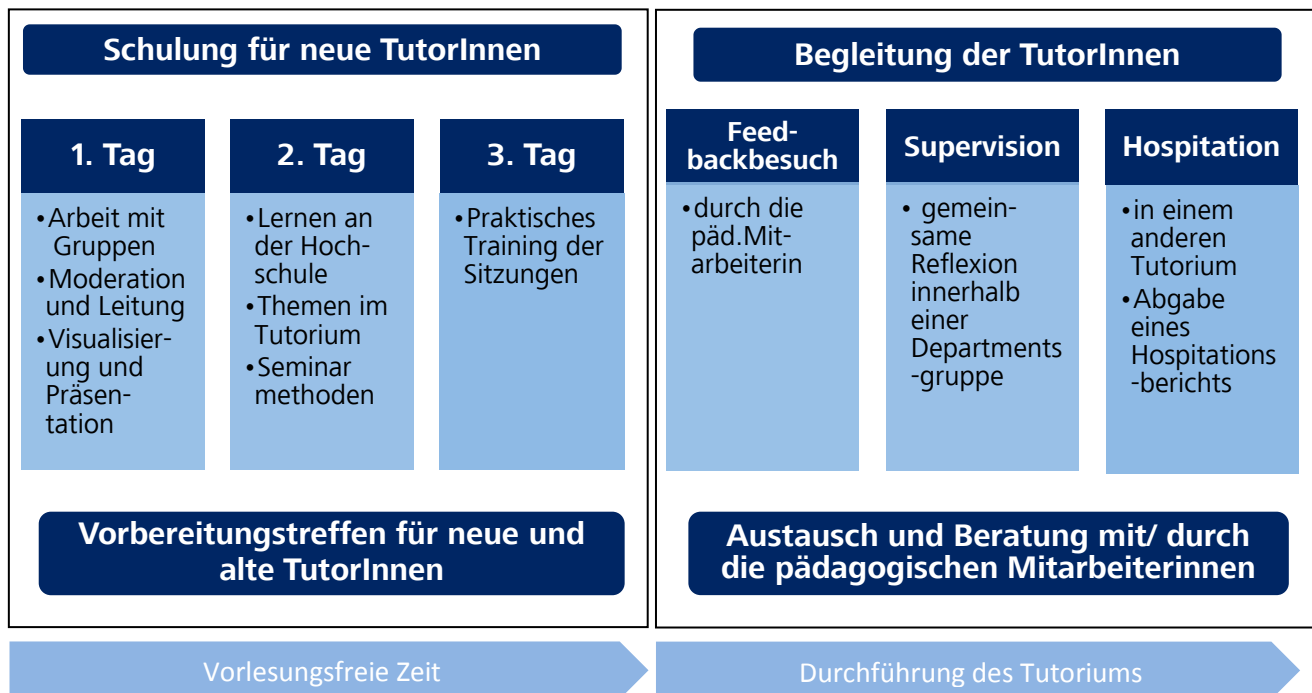 Schulung für neue TutorInnen
1. Tag
•Arbeit mit
Gruppen
•Moderation
und Leitung
•Visualisier-
ung und
Präsen-
tation
2. Tag
•Lernen an
der Hoch-
schule
•Themen im
Tutorium
•Seminar
methoden
3. Tag
•Praktisches
Training der
Sitzungen
Vorbereitungstreffen für neue und
alte TutorInnen
Vorlesungsfreie Zeit
Begleitung der TutorInnen
Feed-
backbesuch
•durch die
päd.Mit-
arbeiterin
Supervision
• gemein-
same
Reflexion
innerhalb
einer
Departments
-gruppe
Hospitation
•in einem
anderen
Tutorium
•Abgabe
eines
Hospitations
-berichts
Austausch und Beratung mit/ durch
die pädagogischen Mitarbeiterinnen
Durchführung des Tutoriums